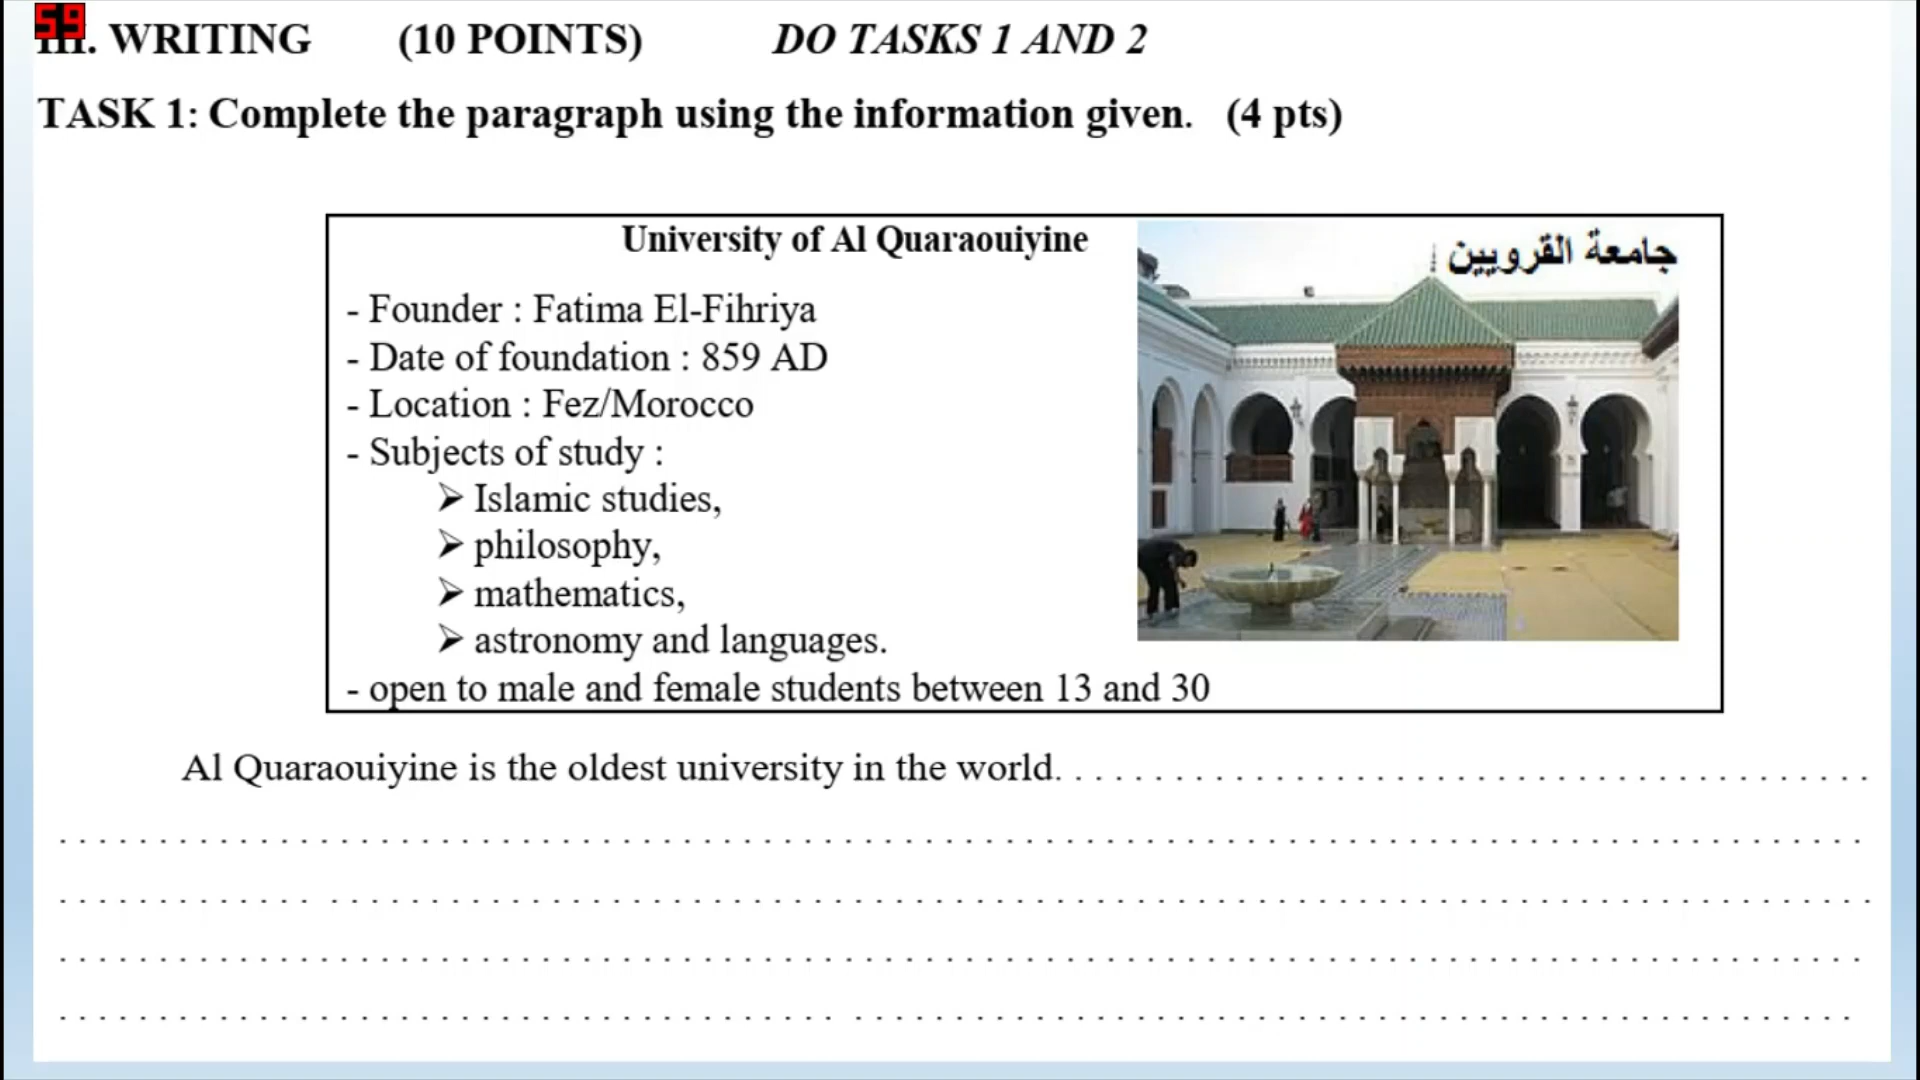 59
III. WRITING (10 POINTS) DO TASKS 1 AND 2
TASK 1: Complete the paragraph using the information given. (4 pts)
University of Al Quaraouiyine
جامعة القرويين
- Founder : Fatima El-Fihriya
- Date of foundation : 859 AD
- Location : Fez/Morocco
- Subjects of study :
➢ Islamic studies,
➢ philosophy,
➢ mathematics,
➢ astronomy and languages.
- open to male and female students between 13 and 30
Al Quaraouiyine is the oldest university in the world.